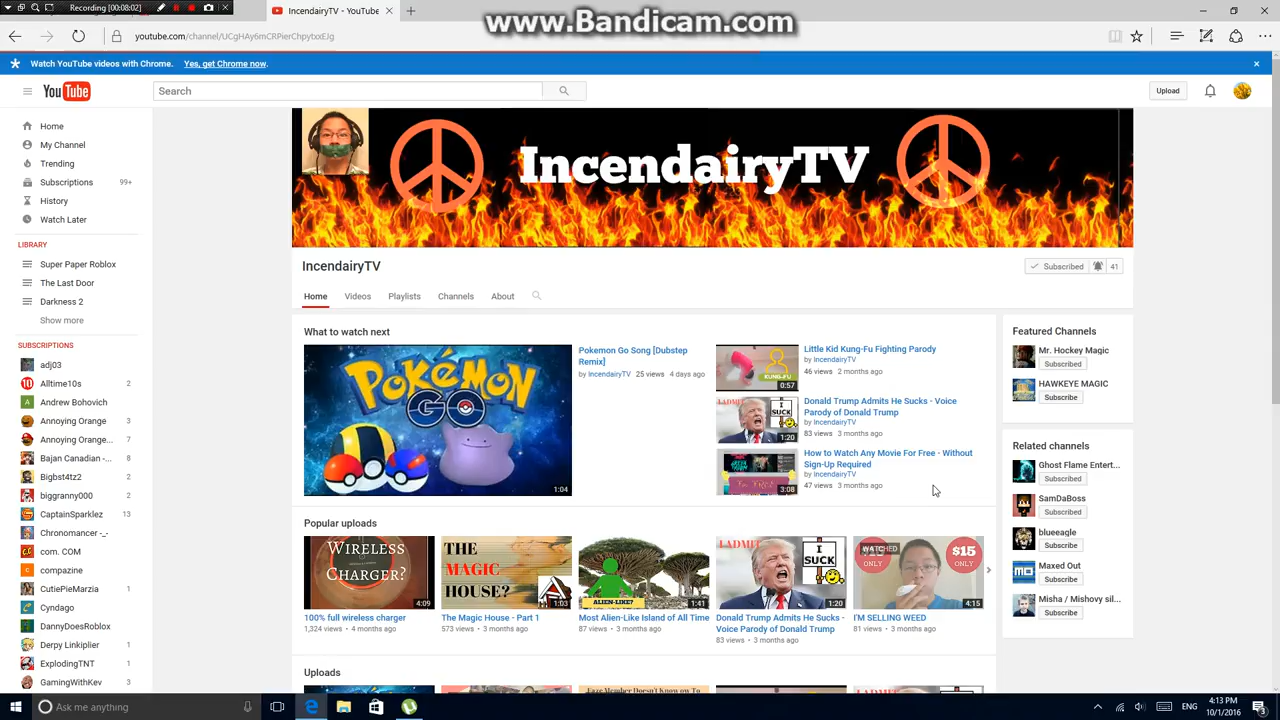 Recording [00:08:02]
YouTube
www.Bandicam.com
youtube.com/channel/UCgHAy6mCRPierChpytxxEJg
Watch YouTube videos with Chrome. Yes, get Chrome now.
YouTube
Search
Upload
Home
My Channel
Trending
Subscriptions 99+
History
Watch Later
LIBRARY
Super Paper Roblox
The Last Door
Darkness 2
Show more
SUBSCRIPTIONS
adj03
Alltime10s 2
Andrew Bohovich
Annoying Orange 3
Annoying Orange... 7
Bajan Canadian -... 8
Bigbst4tz2 2
biggranny000 2
CaptainSparklez 13
Chronomancer -_-
com. COMM
compazine
CutiePieMarzia 1
Cyndago
DannyDoesRoblox
Derpy Linkiplier 1
ExplodingTNT 1
GamingWithKev 3
IncendairyTV
IncendairyTV
Subscribed 41
Home Videos Playlists Channels About
What to watch next
POKéMON
GO
1:04
Pokemon Go Song [Dubstep
Remix]
by IncendairyTV 25 views 4 days ago
KUNG-FU
0:57
Little Kid Kung-Fu Fighting Parody
by IncendairyTV
46 views 2 months ago
I
SUCK
1:20
Donald Trump Admits He Sucks - Voice
Parody of Donald Trump
by IncendairyTV
83 views 3 months ago
3:08
How to Watch Any Movie For Free - Without
Sign-Up Required
by IncendairyTV
47 views 3 months ago
Popular uploads
WIRELESS
CHARGER?
4:09
100% full wireless charger
1,324 views • 4 months ago
THE
MAGIC
HOUSE?
1:03
The Magic House - Part 1
573 views • 3 months ago
ALIEN-LIKE?
1:41
Most Alien-Like Island of All Time
87 views • 3 months ago
I
SUCK
1:20
Donald Trump Admits He Sucks -
Voice Parody of Donald Trump
83 views • 3 months ago
WATCHED
ONLY
$15
ONLY
4:15
I'M SELLING WEED
81 views • 3 months ago
Uploads
Featured Channels
Mr. Hockey Magic
Subscribed
HAWKEYE MAGIC
Subscribe
Related channels
Ghost Flame Entert...
Subscribed
SamDaBoss
Subscribed
blueeagle
Subscribe
Maxed Out
Subscribe
Misha / Mishovy sil...
Subscribe
Ask me anything
ENG
4:13 PM
10/1/2016
3